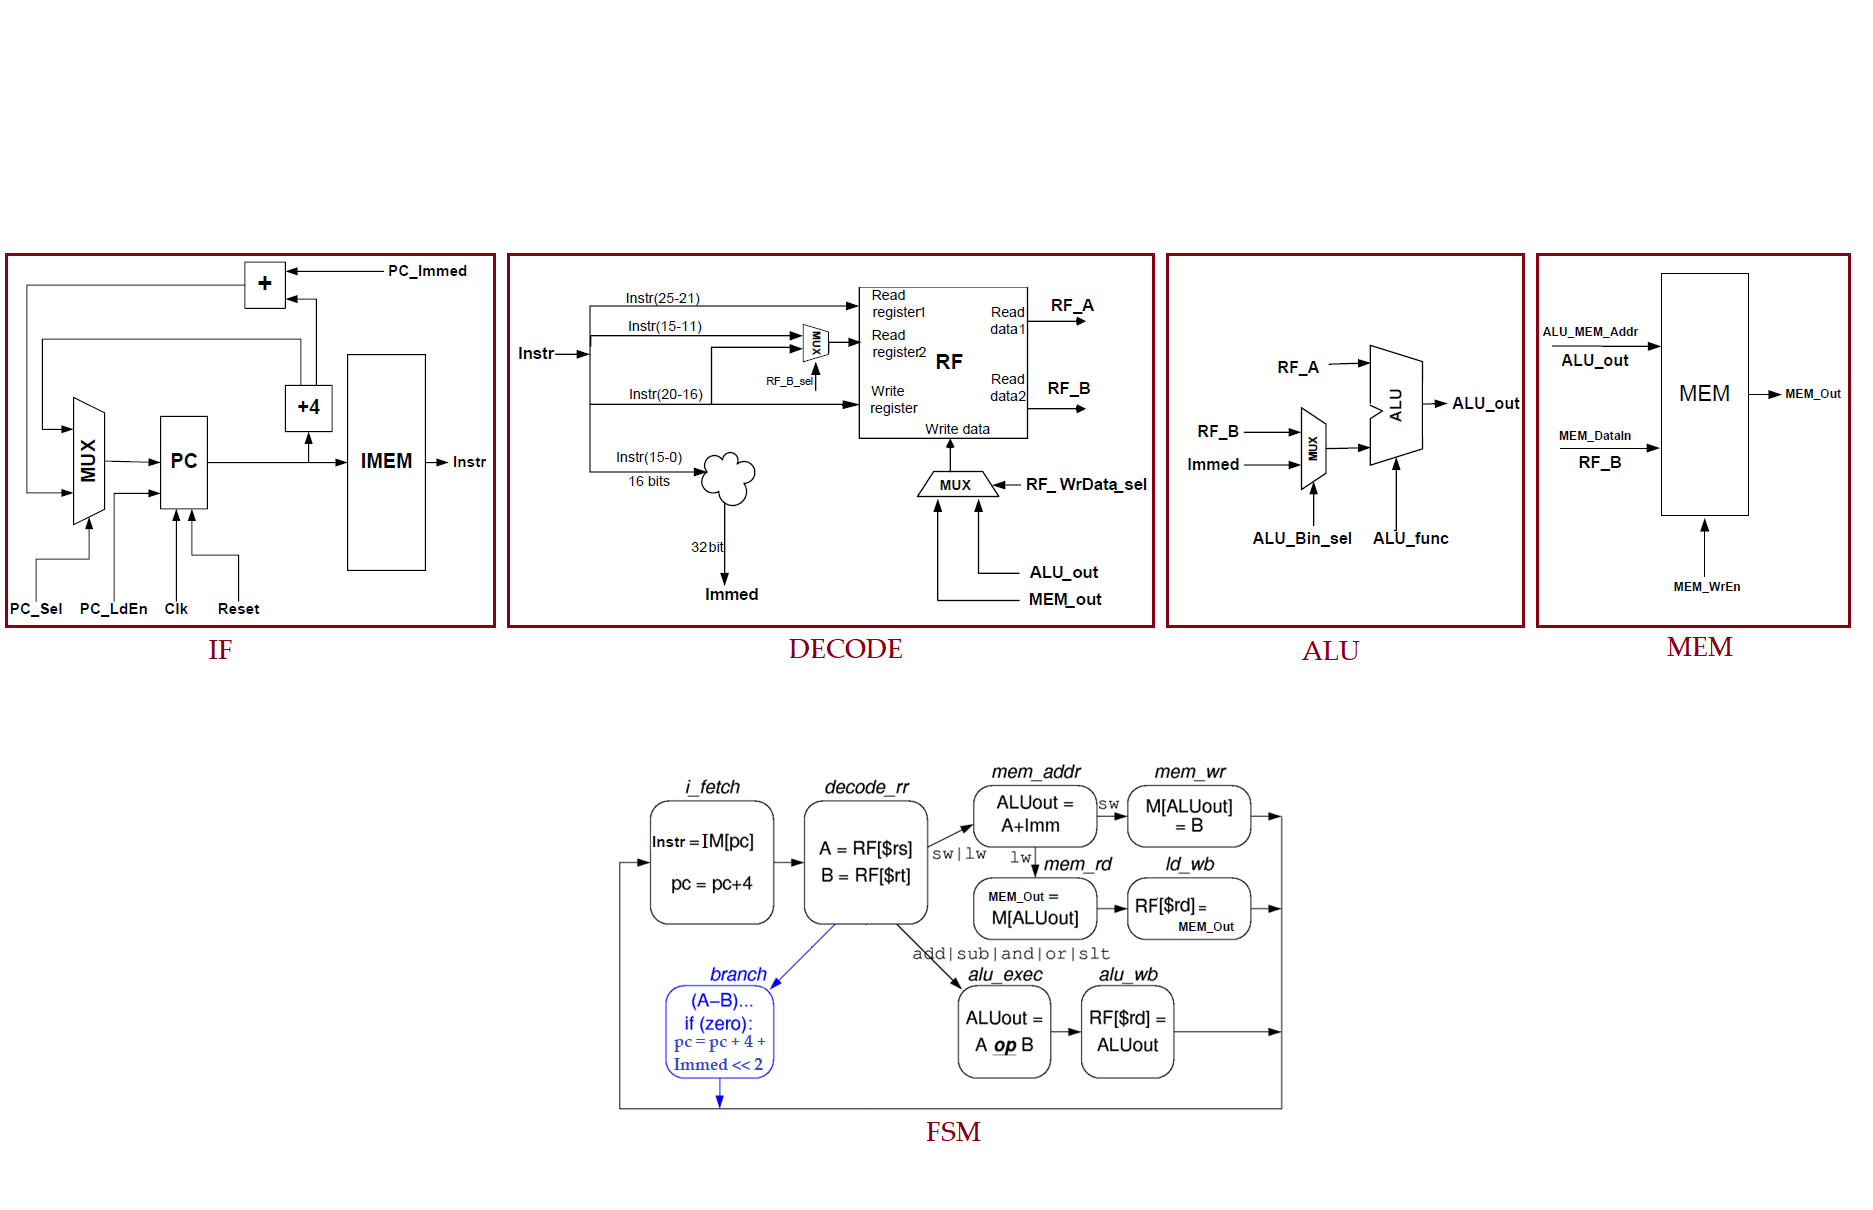 PC_Immed
+
+4
MUX
PC
IMEM
Instr
PC_Sel
PC_LdEn
Clk
Reset
IF
Instr
Instr(25-21)
Instr(15-11)
MUX
RF_B_sel
Instr(20-16)
Instr(15-0)
16 bits
32bit
Immed
Read
register1
Read
register2
Write
register
RF
Read
data1
Read
data2
Write data
RF_A
RF_B
MUX
RF_ WrData_sel
ALU_out
MEM_out
DECODE
RF_A
RF_B
Immed
MUX
ALU
ALU_out
ALU_Bin_sel
ALU_func
ALU
ALU_MEM_Addr
ALU_out
MEM_DataIn
RF_B
MEM
MEM_Out
MEM_WrEn
MEM
i_fetch
Instr = IM[pc]
pc = pc+4
decode_rr
A = RF[$rs]
B = RF[$rt]
sw|lw
mem_addr
ALUout =
A+Imm
sw
lw
mem_wr
M[ALUout]
= B
mem_rd
MEM_Out =
M[ALUout]
ld_wb
RF[$rd] =
MEM_Out
add|sub|and|or|slt
branch
(A–B)...
if (zero):
pc = pc + 4 +
Immed << 2
alu_exec
ALUout =
A op B
alu_wb
RF[$rd] =
ALUout
FSM